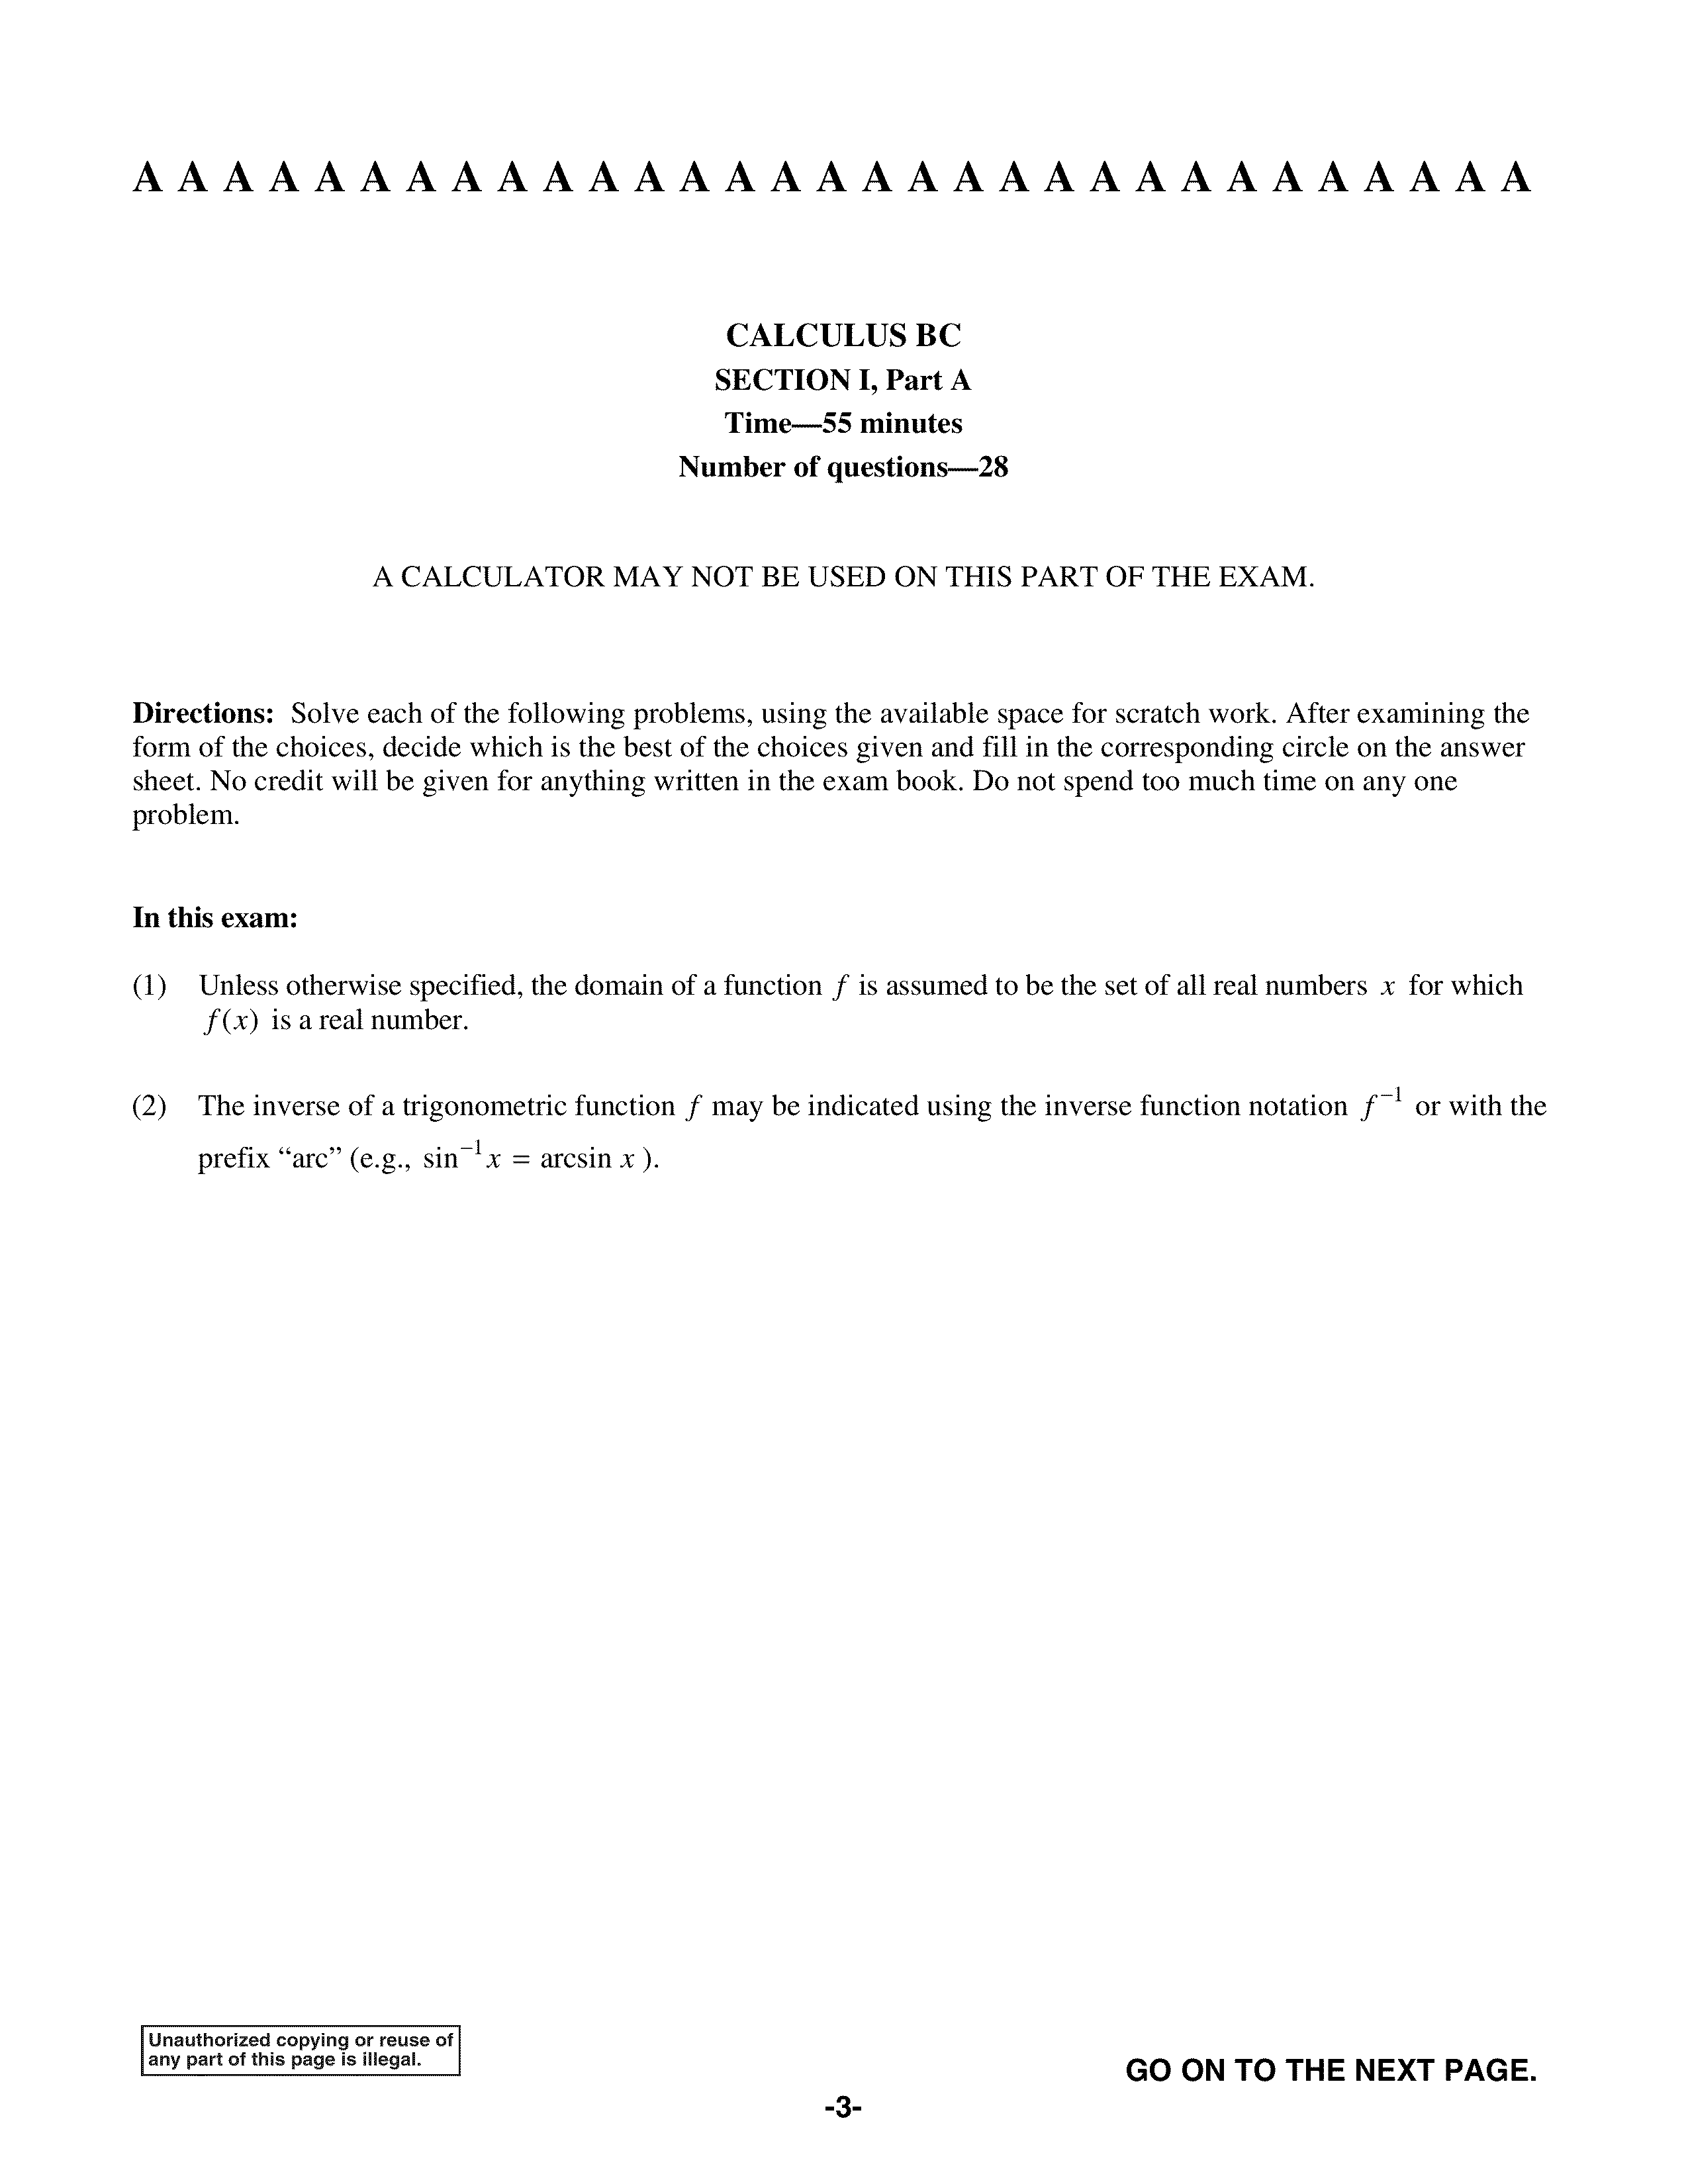 A A A A A A A A A A A A A A A A A A A A A A A A A A A A A A A
CALCULUS BC
SECTION I, Part A
Time—55 minutes
Number of questions—28
A CALCULATOR MAY NOT BE USED ON THIS PART OF THE EXAM.
Directions: Solve each of the following problems, using the available space for scratch work. After examining the
form of the choices, decide which is the best of the choices given and fill in the corresponding circle on the answer
sheet. No credit will be given for anything written in the exam book. Do not spend too much time on any one
problem.
In this exam:
(1) Unless otherwise specified, the domain of a function f is assumed to be the set of all real numbers x for which
f(x) is a real number.
(2) The inverse of a trigonometric function f may be indicated using the inverse function notation f⁻¹ or with the
prefix “arc” (e.g., sin⁻¹x = arcsin x ).
Unauthorized copying or reuse of
any part of this page is illegal.
GO ON TO THE NEXT PAGE.
-3-